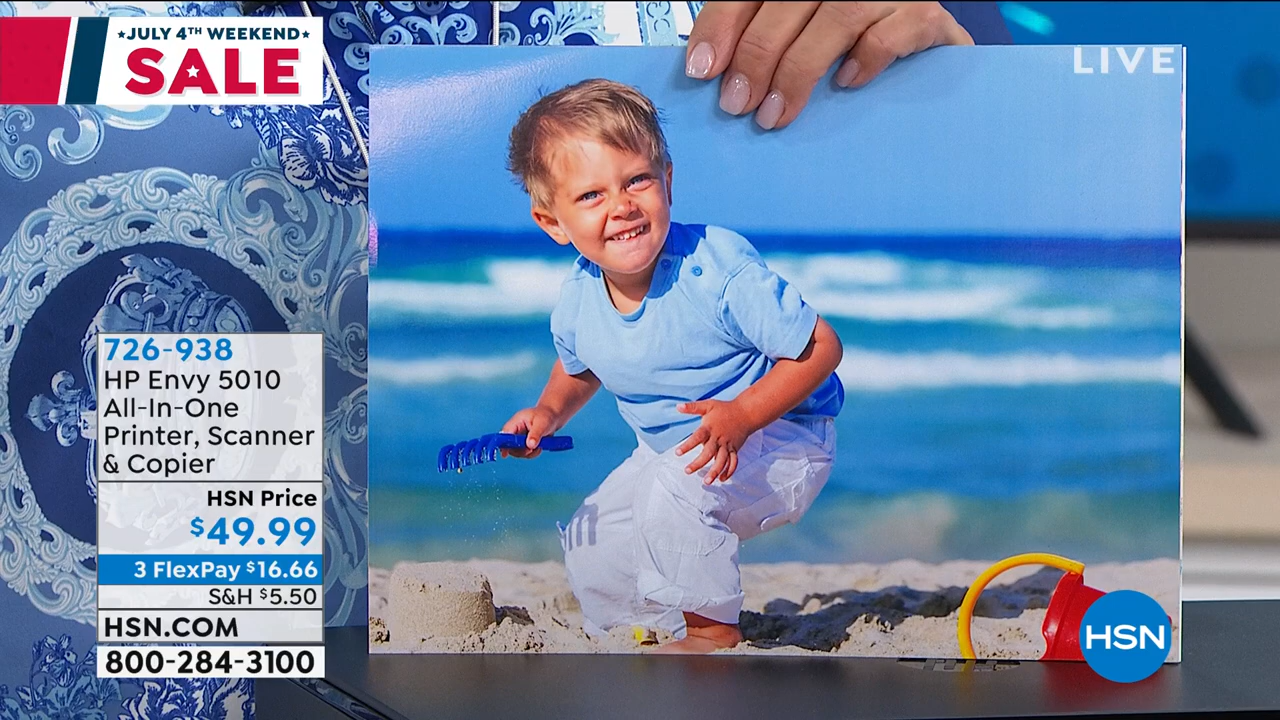 JULY 4TH WEEKEND
SALE
LIVE
726-938
HP Envy 5010
All-In-One
Printer, Scanner
& Copier
HSN Price
$49.99
3 FlexPay $16.66
S&H $5.50
HSN.COM
800-284-3100
HSN